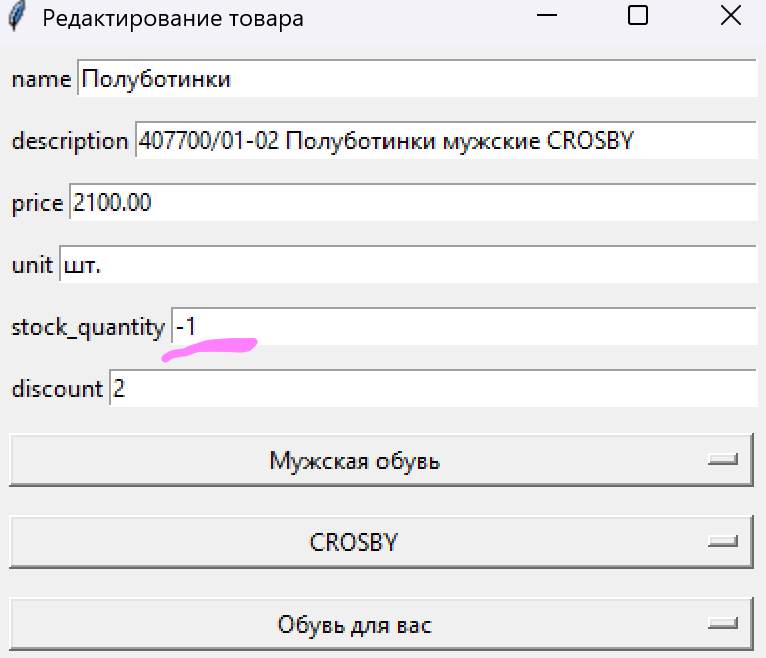 Редактирование товара
name Полуботинки
description 407700/01-02 Полуботинки мужские CROSBY
price 2100.00
unit шт.
stock_quantity -1
discount 2
Мужская обувь
CROSBY
Обувь для вас